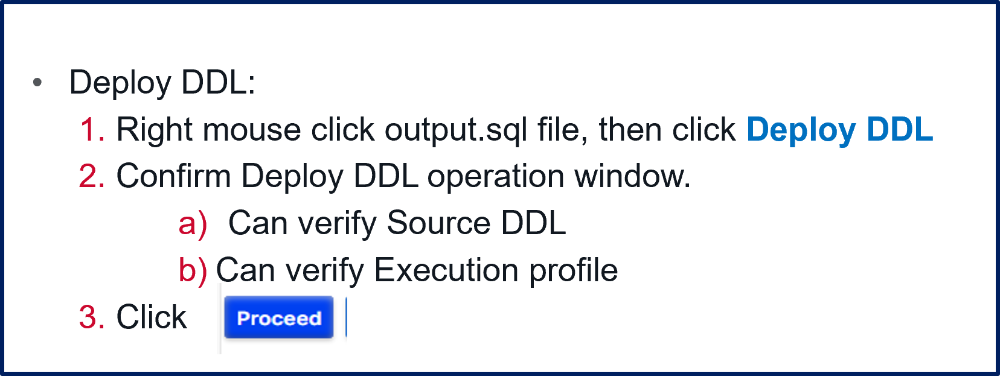 • Deploy DDL:
1. Right mouse click output.sql file, then click Deploy DDL
2. Confirm Deploy DDL operation window.
a) Can verify Source DDL
b) Can verify Execution profile
3. Click Proceed